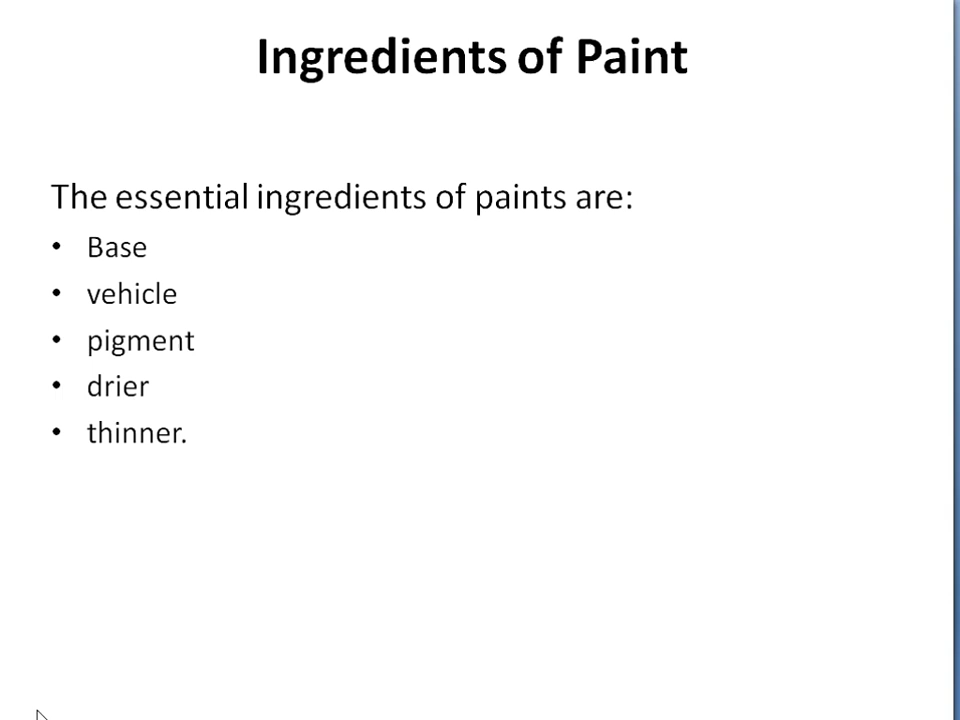 Ingredients of Paint
The essential ingredients of paints are:
• Base
• vehicle
• pigment
• drier
• thinner.